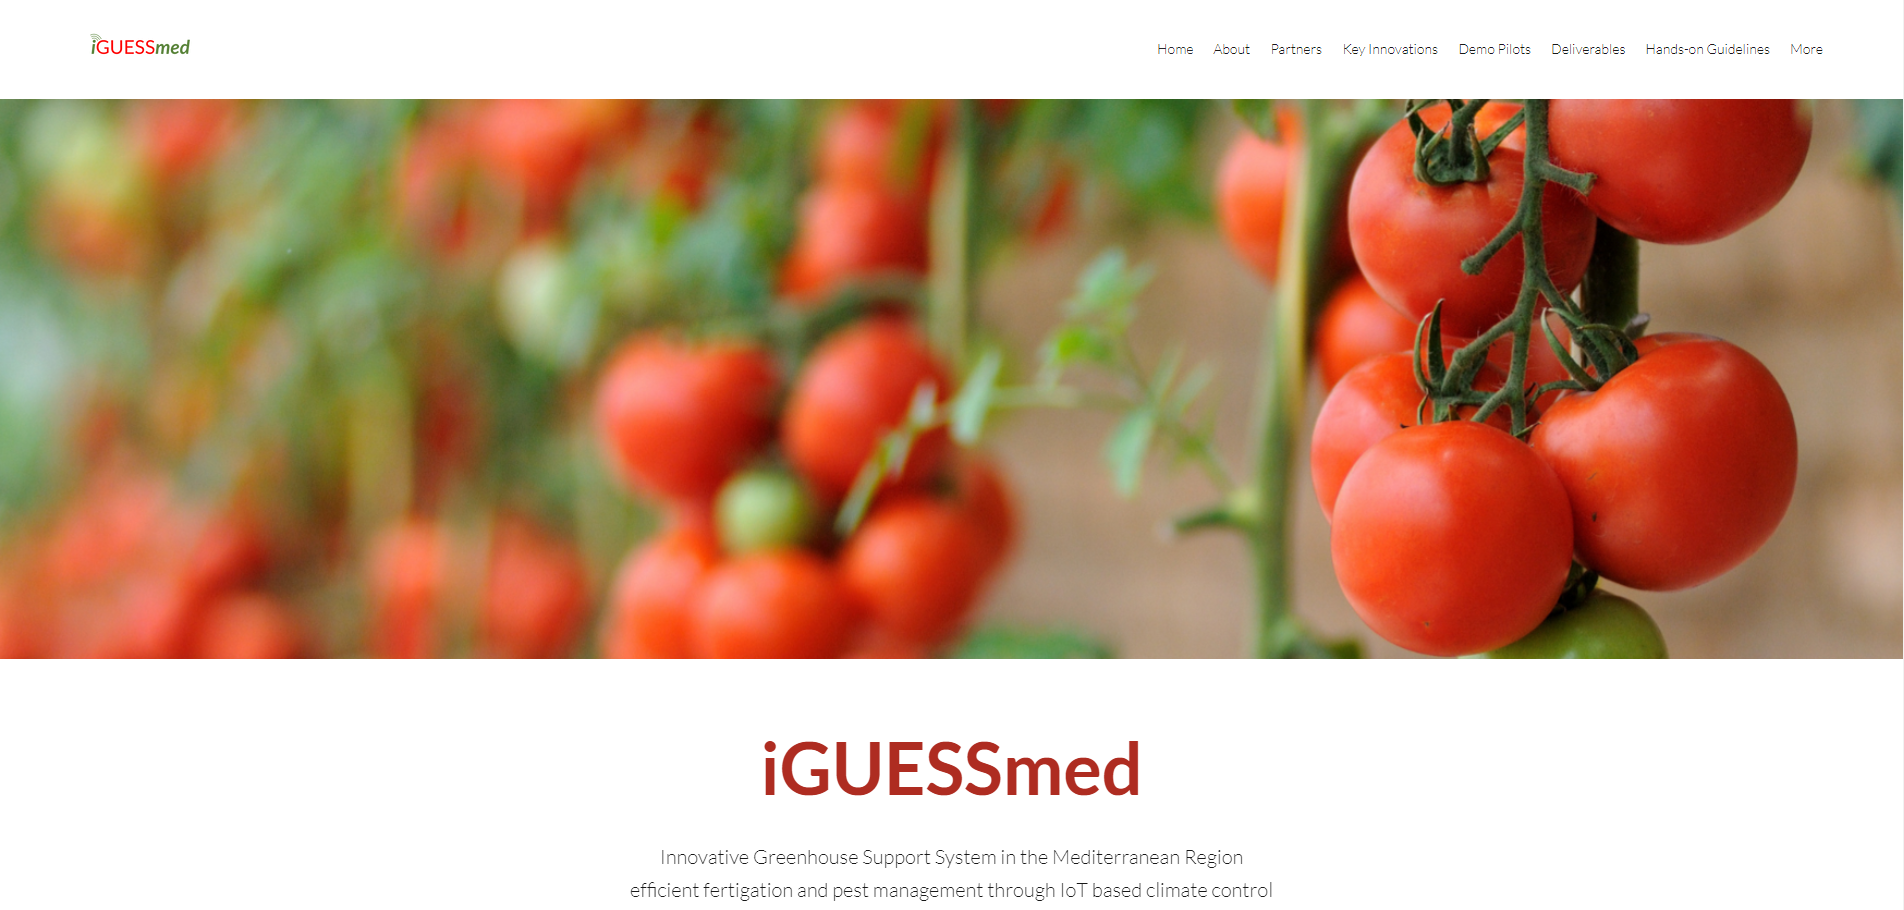 iGUESSmed
Home About Partners Key Innovations Demo Pilots Deliverables Hands-on Guidelines More
iGUESSmed
Innovative Greenhouse Support System in the Mediterranean Region
efficient fertigation and pest management through IoT based climate control